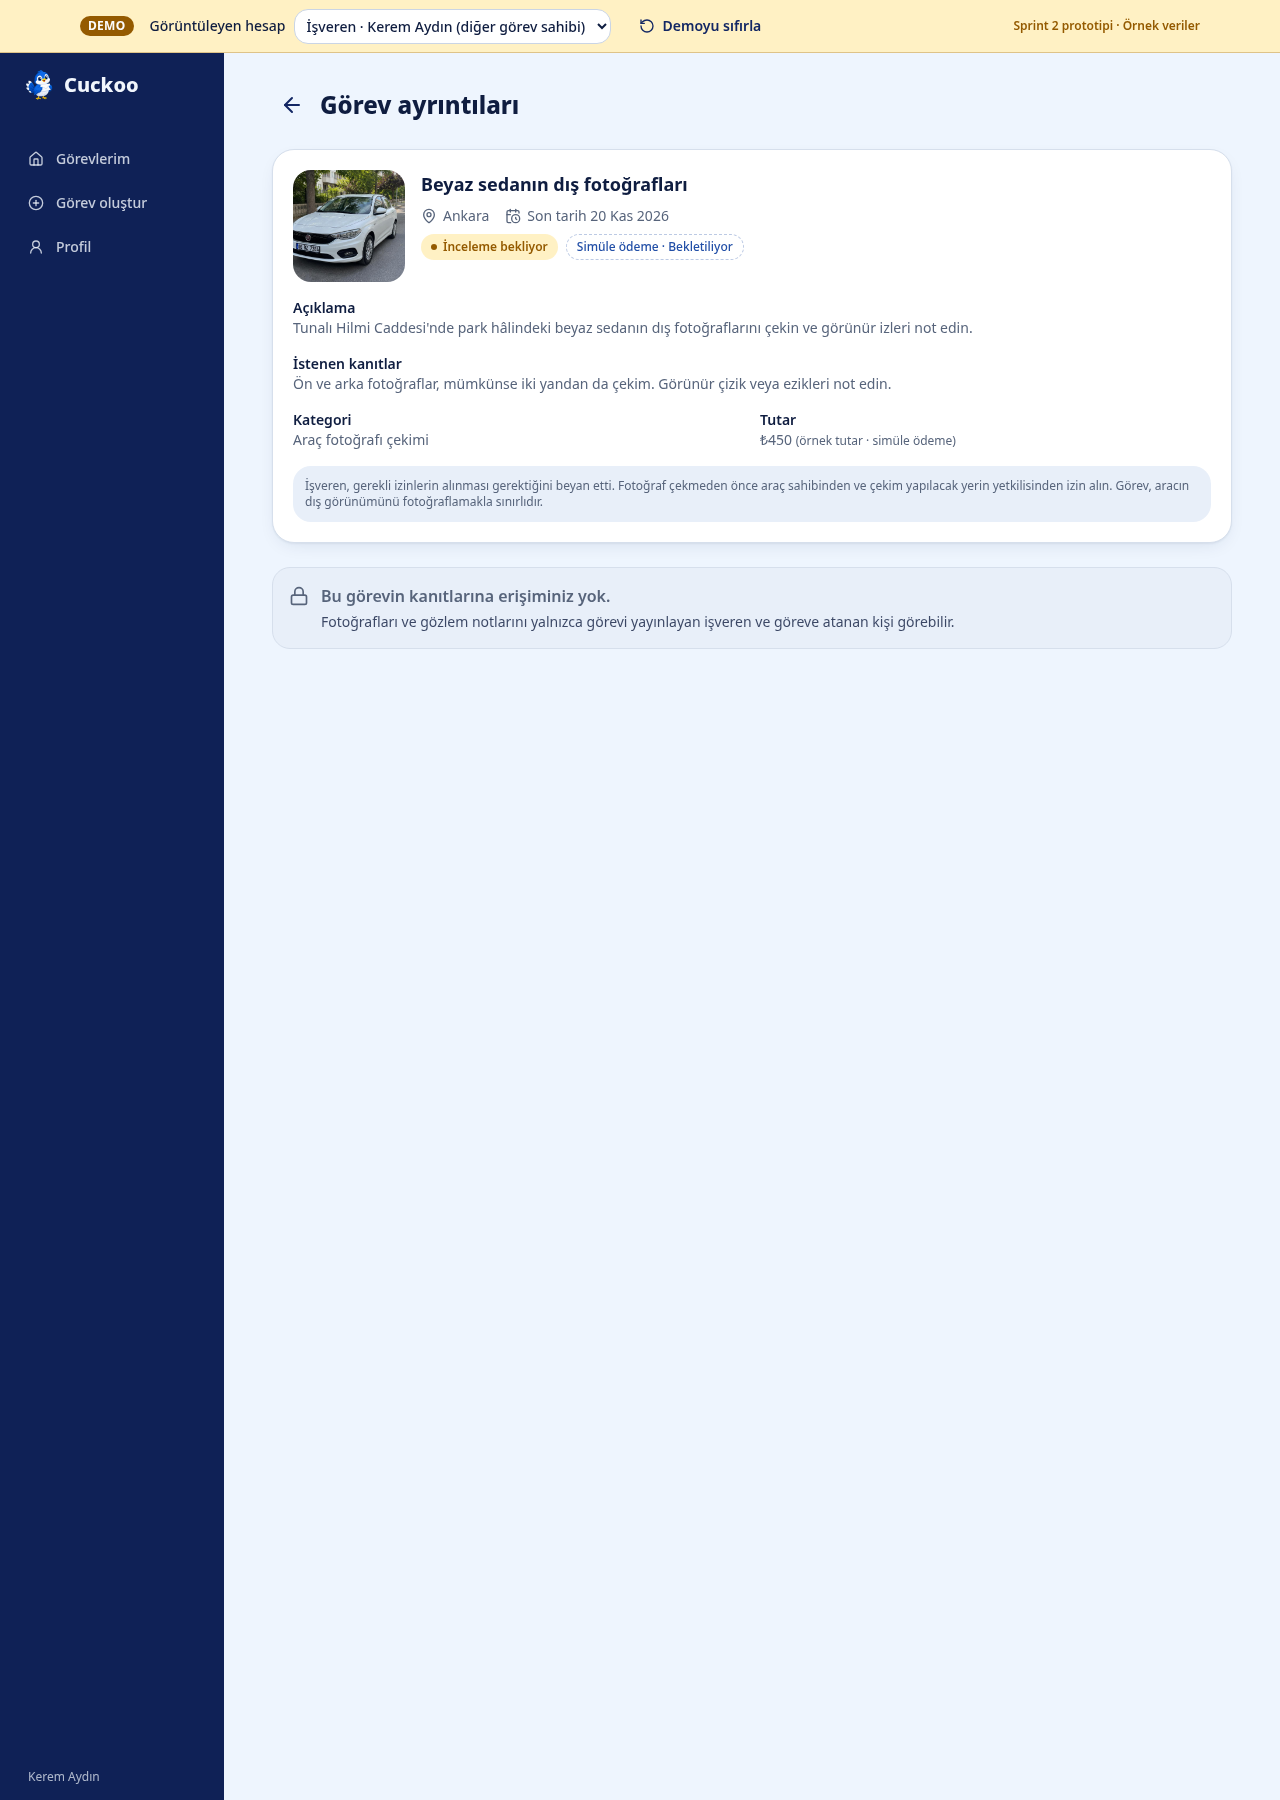 DEMO Görüntüleyen hesap İşveren · Kerem Aydın (diğer görev sahibi) Demoyu sıfırla Sprint 2 prototipi · Örnek veriler
Cuckoo
Görevlerim
Görev oluştur
Profil
Görev ayrıntıları
Beyaz sedanın dış fotoğrafları
Ankara Son tarih 20 Kas 2026
İnceleme bekliyor Simüle ödeme · Bekletiliyor
Açıklama
Tunalı Hilmi Caddesi'nde park hâlindeki beyaz sedanın dış fotoğraflarını çekin ve görünür izleri not edin.
İstenen kanıtlar
Ön ve arka fotoğraflar, mümkünse iki yandan da çekim. Görünür çizik veya ezikleri not edin.
Kategori Tutar
Araç fotoğrafı çekimi ₺450 (örnek tutar · simüle ödeme)
İşveren, gerekli izinlerin alınması gerektiğini beyan etti. Fotoğraf çekmeden önce araç sahibinden ve çekim yapılacak yerin yetkilisinden izin alın. Görev, aracın
dış görünümünü fotoğraflamakla sınırlıdır.
Bu görevin kanıtlarına erişiminiz yok.
Fotoğrafları ve gözlem notlarını yalnızca görevi yayınlayan işveren ve göreve atanan kişi görebilir.
Kerem Aydın